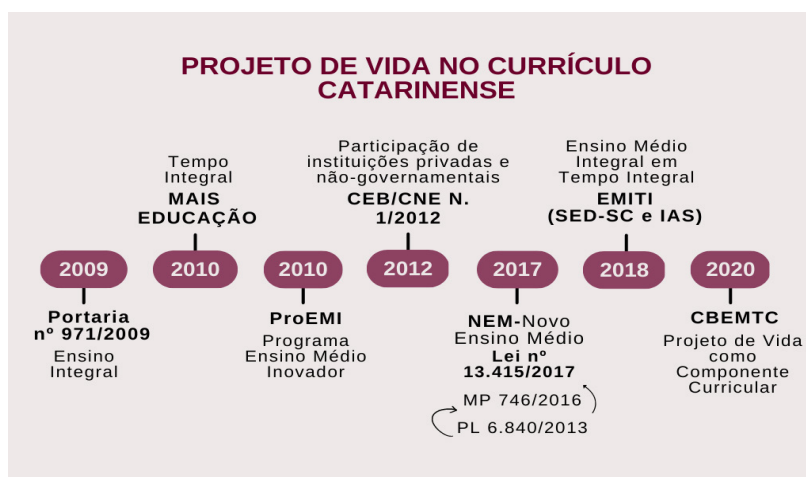 PROJETO DE VIDA NO CURRÍCULO
CATARINENSE
2009
Portaria
nº 971/2009
Ensino
Integral
Tempo
Integral
MAIS
EDUCAÇÃO
2010
2010
ProEMI
Programa
Ensino Médio
Inovador
Participação de
instituições privadas e
não-governamentais
CEB/CNE N.
1/2012
2012
2017
NEM-Novo
Ensino Médio
Lei nº
13.415/2017
MP 746/2016
PL 6.840/2013
Ensino Médio
Integral em
Tempo Integral
EMITI
(SED-SC e IAS)
2018
2020
CBEMTC
Projeto de Vida
como
Componente
Curricular